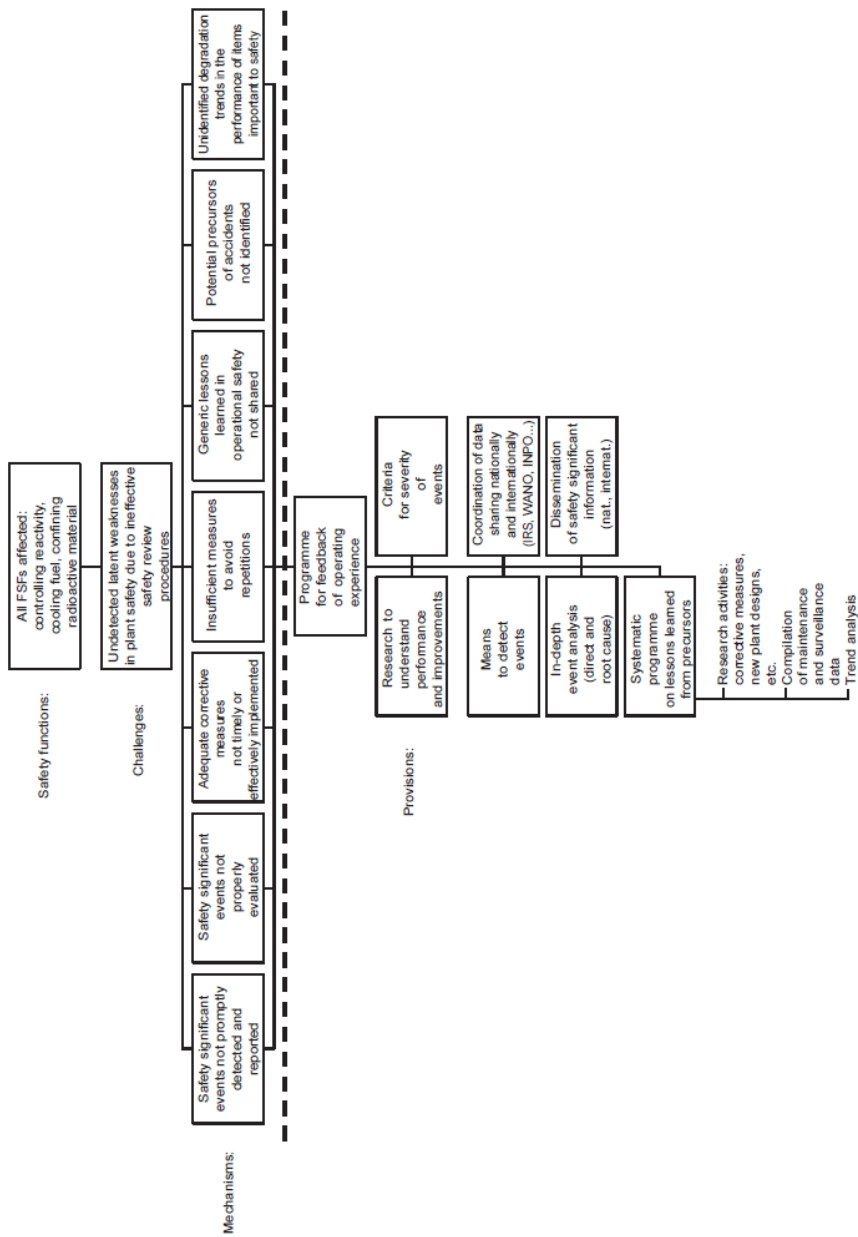 Safety functions:
All FSFs affected:
controlling reactivity,
cooling fuel, confining
radioactive material
Challenges:
Undetected latent weaknesses
in plant safety due to ineffective
safety review
procedures
Mechanisms:
Safety significant
events not promptly
detected and
reported
Safety significant
events not
properly
evaluated
Adequate corrective
measures
not timely or
effectively implemented
Insufficient measures
to avoid
repetitions
Generic lessons
learned in
operational safety
not shared
Potential precursors
of accidents
not identified
Unidentified degradation
trends in the
performance of items
important to safety
Programme
for feedback
of operating
experience
Provisions:
Research to
understand
performance
and improvements
Criteria
for severity
of
events
Means
to detect
events
Coordination of data
sharing nationally
and internationally
(IRS, WANO, INPO...)
In-depth
event analysis
(direct and
root cause)
Dissemination
of safety significant
information
(nat., internat.)
Systematic
programme
on lessons learned
from precursors
Research activities:
corrective measures,
new plant designs,
etc.
Compilation
of maintenance
and surveillance
data
Trend analysis